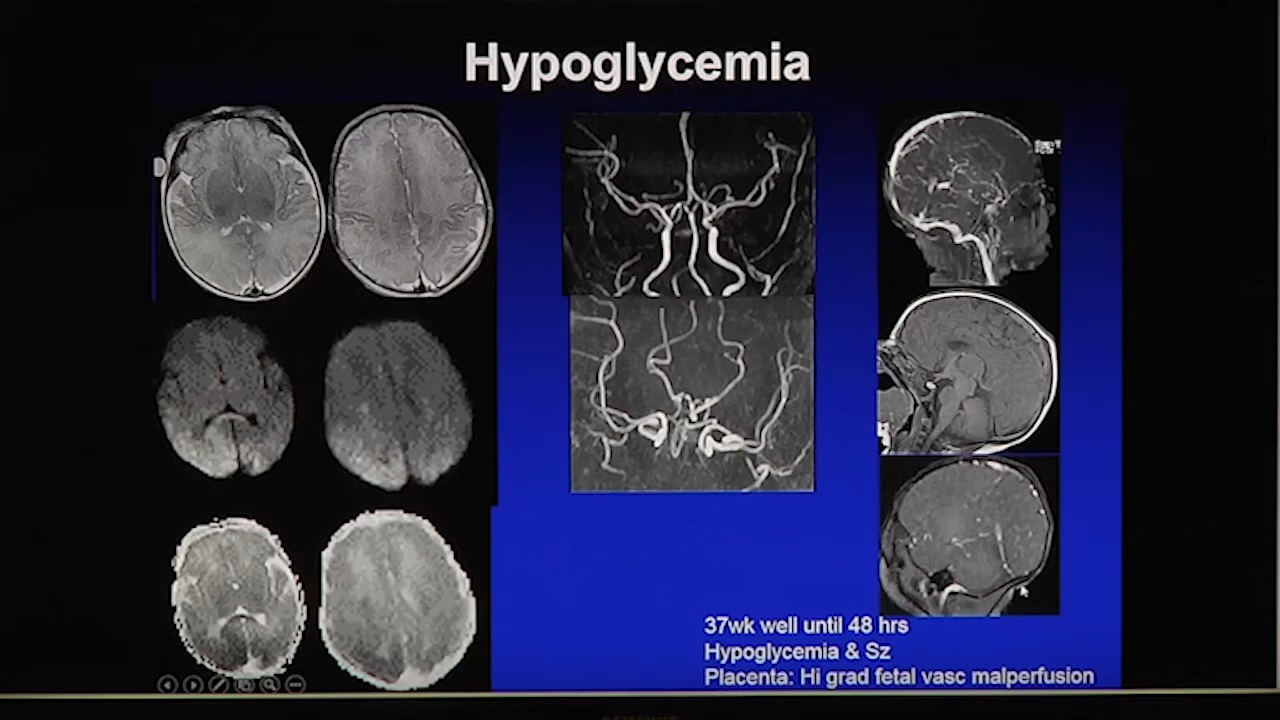 Hypoglycemia
D
37wk well until 48 hrs
Hypoglycemia & Sz
Placenta: Hi grad fetal vasc malperfusion